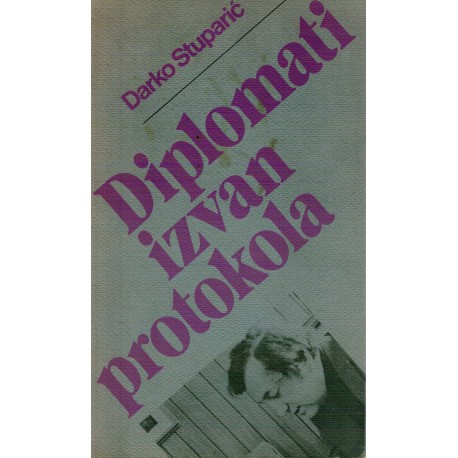 Darko Stuparić
Diplomati
izvan
protokola